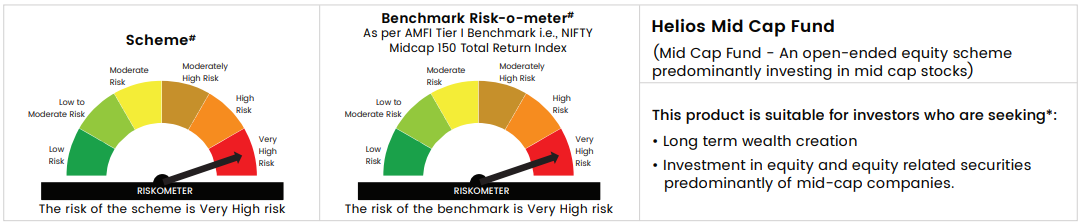 Scheme#
Low
Risk
Low to
Moderate Risk
Moderate
Risk
Moderately
High Risk
High
Risk
Very
High
Risk
RISKOMETER
The risk of the scheme is Very High risk
Benchmark Risk-o-meter#
As per AMFI Tier I Benchmark i.e., NIFTY
Midcap 150 Total Return Index
Low
Risk
Low to
Moderate Risk
Moderate
Risk
Moderately
High Risk
High
Risk
Very
High
Risk
RISKOMETER
The risk of the benchmark is Very High risk
Helios Mid Cap Fund
(Mid Cap Fund - An open-ended equity scheme
predominantly investing in mid cap stocks)
This product is suitable for investors who are seeking*:
• Long term wealth creation
• Investment in equity and equity related securities
predominantly of mid-cap companies.